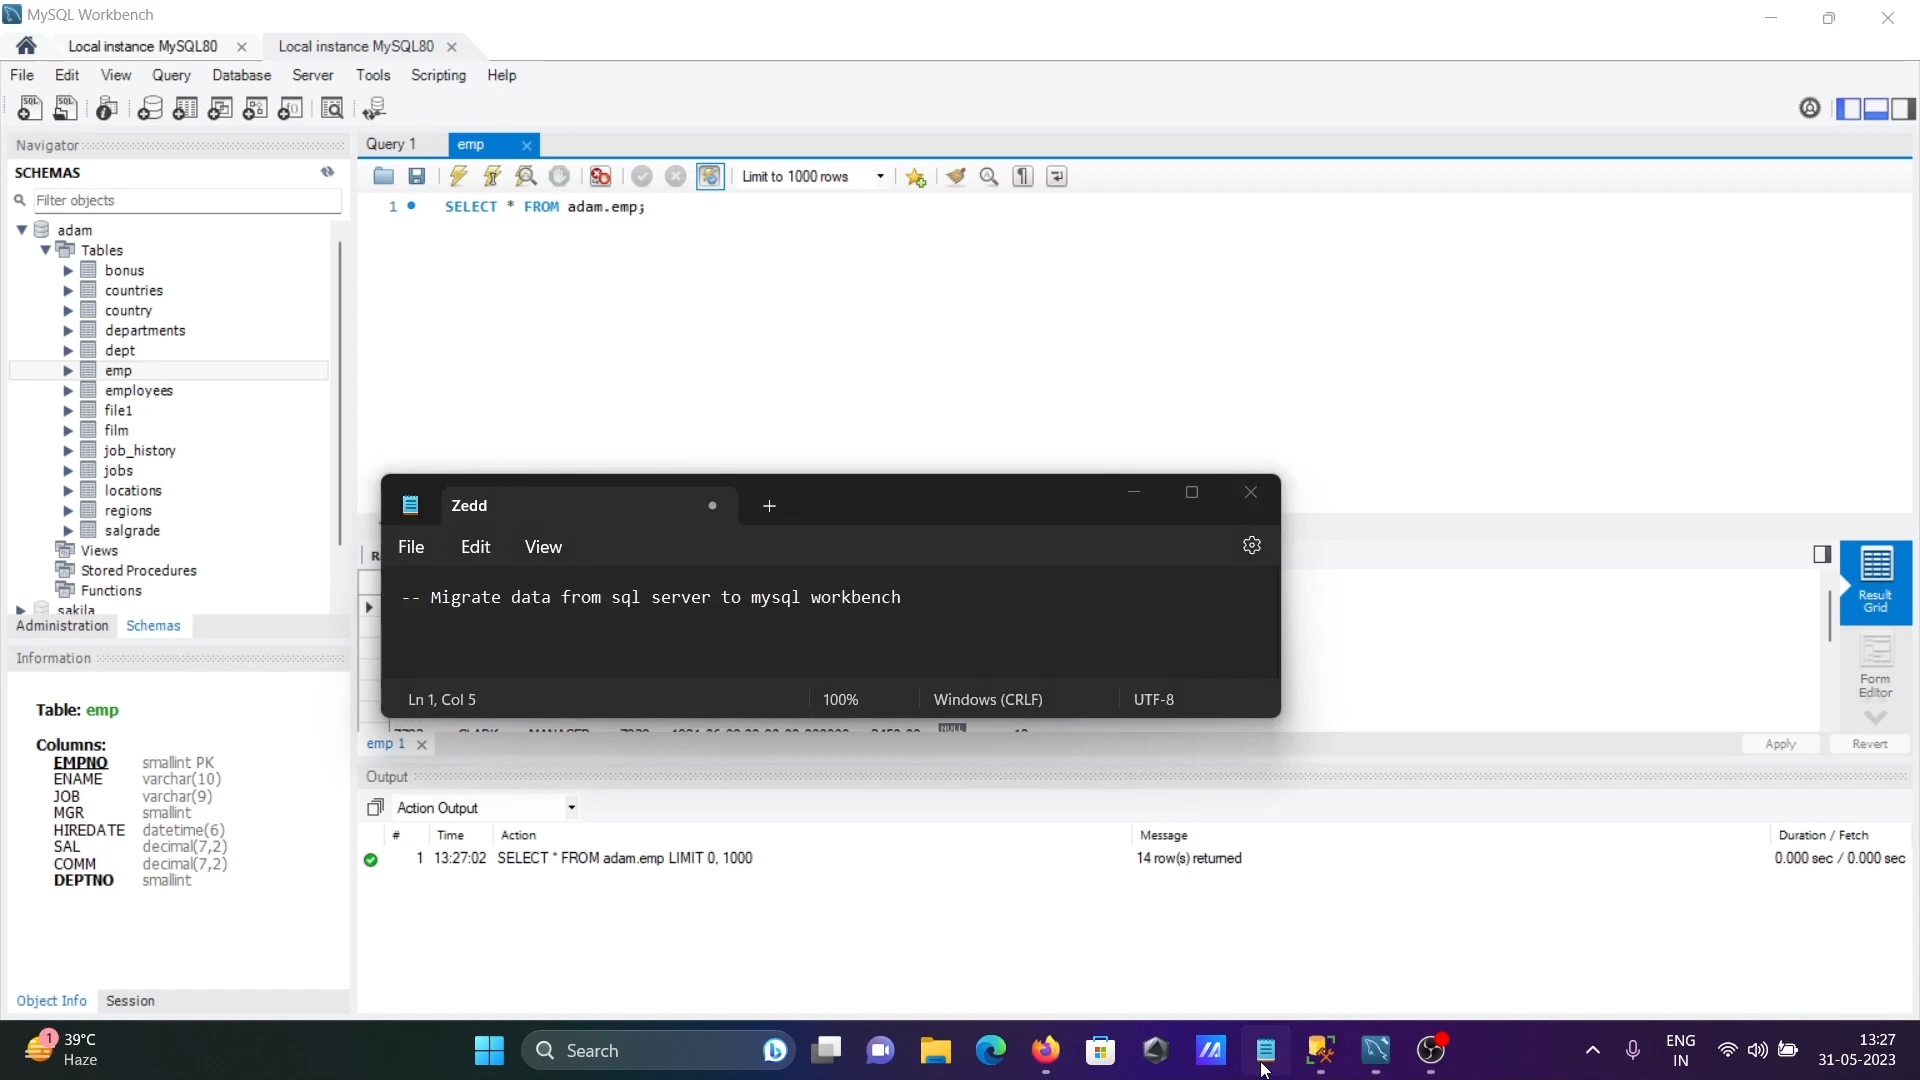 MySQL Workbench
Local instance MySQL80
Local instance MySQL80
File Edit View Query Database Server Tools Scripting Help
Navigator
SCHEMAS
Filter objects
adam
Tables
bonus
countries
country
departments
dept
emp
employees
file1
film
job_history
jobs
locations
regions
salgrade
Views
Stored Procedures
Functions
sakila
Administration Schemas
Information
Table: emp
Columns:
EMPNO smallint PK
ENAME varchar(10)
JOB varchar(9)
MGR smallint
HIREDATE datetime(6)
SAL decimal(7,2)
COMM decimal(7,2)
DEPTNO smallint
Object Info Session
Query 1 emp
Limit to 1000 rows
1 SELECT * FROM adam.emp;
Zedd
File Edit View
-- Migrate data from sql server to mysql workbench
Ln 1, Col 5 100% Windows (CRLF) UTF-8
Result
Grid
Form
Editor
NULL
emp 1 Apply Revert
Output
Action Output
# Time Action Message Duration / Fetch
1 13:27:02 SELECT * FROM adam.emp LIMIT 0, 1000 14 row(s) returned 0.000 sec / 0.000 sec
1
39°C
Haze
Search
ENG
IN
13:27
31-05-2023